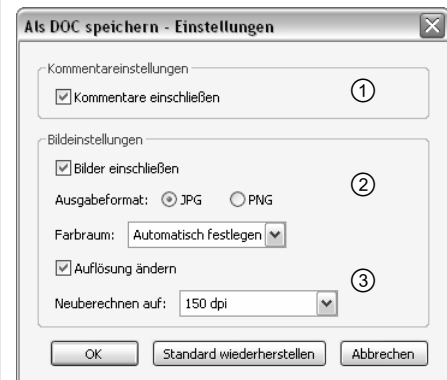 Als DOC speichern - Einstellungen
Kommentareinstellungen
Kommentare einschließen
1
Bildeinstellungen
Bilder einschließen
2
Ausgabeformat: JPG PNG
Farbraum: Automatisch festlegen
Auflösung ändern
3
Neuberechnen auf: 150 dpi
OK Standard wiederherstellen Abbrechen